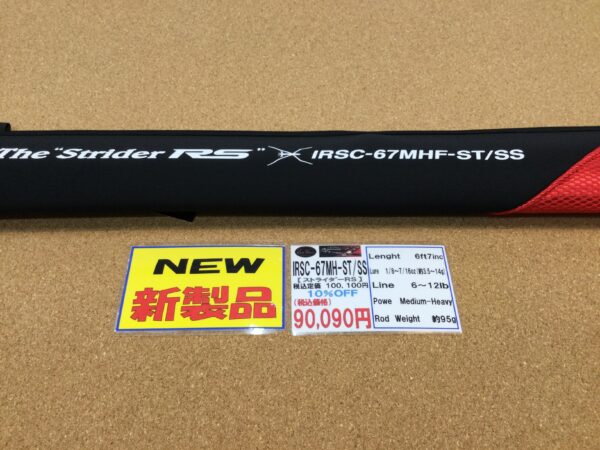 The "Strider RS" IRSC-67MHF-ST/SS
NEW
新製品
IRSC-67MH-ST/SS
[ストライダーRS]
税込定価 100,100円
10%OFF
(税込価格)
90,090円
Lenght 6ft7inc
Lure 1/8~7/16oz(約3.5~14g)
Line 6~12lb
Powe Medium-Heavy
Rod Weight 約95g